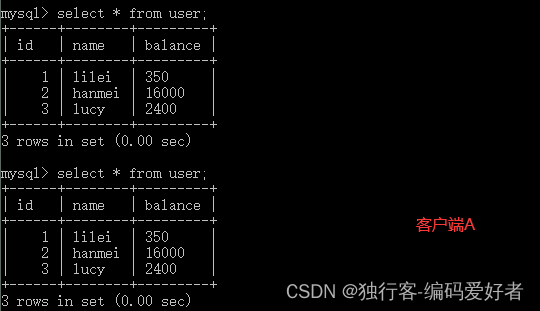 mysql> select * from user;
+------+--------+---------+
| id   | name   | balance |
+------+--------+---------+
|    1 | lilei  | 350     |
|    2 | hanmei | 16000   |
|    3 | lucy   | 2400    |
+------+--------+---------+
3 rows in set (0.00 sec)
mysql> select * from user;
+------+--------+---------+
| id   | name   | balance |
+------+--------+---------+
|    1 | lilei  | 350     |
|    2 | hanmei | 16000   |
|    3 | lucy   | 2400    |
+------+--------+---------+
3 rows in set (0.00 sec)
客户端A
CSDN @独行客-编码爱好者